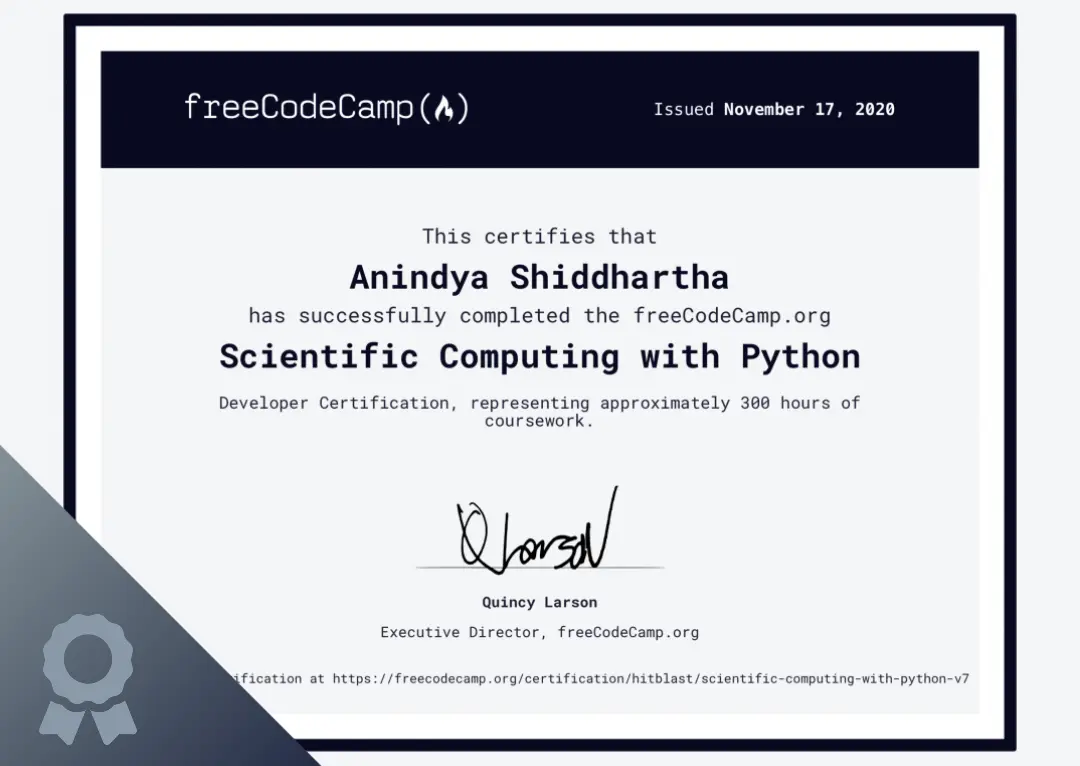 freeCodeCamp(🔥)
Issued November 17, 2020
This certifies that
Anindya Shiddhartha
has successfully completed the freeCodeCamp.org
Scientific Computing with Python
Developer Certification, representing approximately 300 hours of
coursework.
Q Larson
Quincy Larson
Executive Director, freeCodeCamp.org
ification at https://freecodecamp.org/certification/hitblast/scientific-computing-with-python-v7